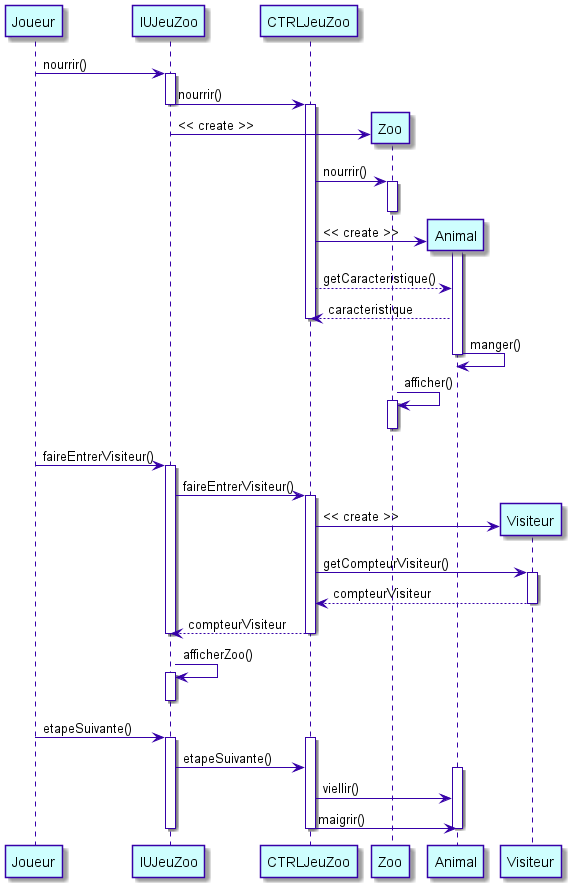 Joueur IUJeuZoo CTRLJeuZoo
nourrir()
nourrir()
<< create >> Zoo
nourrir()
<< create >> Animal
getCaracteristique()
caracteristique
manger()
afficher()
faireEntrerVisiteur()
faireEntrerVisiteur()
<< create >> Visiteur
getCompteurVisiteur()
compteurVisiteur
compteurVisiteur
afficherZoo()
etapeSuivante()
etapeSuivante()
viellir()
maigrir()
Joueur IUJeuZoo CTRLJeuZoo Zoo Animal Visiteur